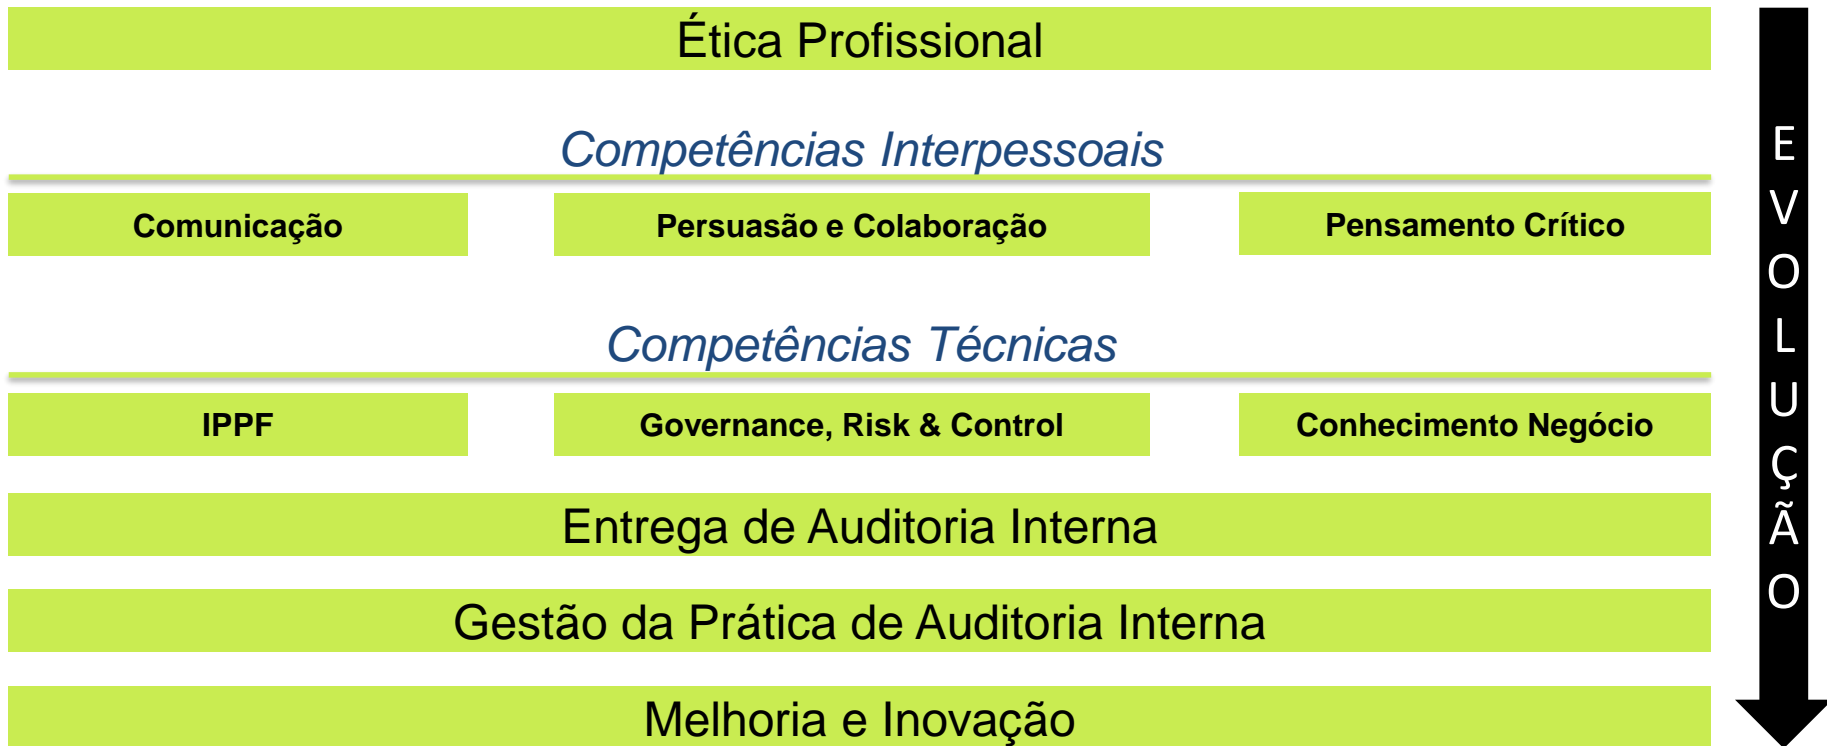 Ética Profissional
Competências Interpessoais
Comunicação
Persuasão e Colaboração
Pensamento Crítico
Competências Técnicas
IPPF
Governance, Risk & Control
Conhecimento Negócio
Entrega de Auditoria Interna
Gestão da Prática de Auditoria Interna
Melhoria e Inovação
EVOLUÇÃO